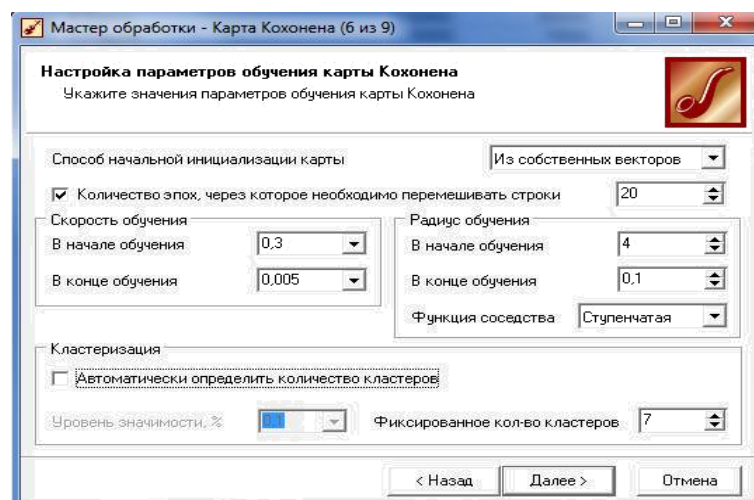 Мастер обработки - Карта Кохонена (6 из 9)
Настройка параметров обучения карты Кохонена
Укажите значения параметров обучения карты Кохонена
Способ начальной инициализации карты Из собственных векторов
Количество эпох, через которое необходимо перемешивать строки 20
Скорость обучения
В начале обучения 0,3
В конце обучения 0,005
Радиус обучения
В начале обучения 4
В конце обучения 0,1
Функция соседства Ступенчатая
Кластеризация
Автоматически определить количество кластеров
Уровень значимости, % 0,1 Фиксированное кол-во кластеров 7
< Назад Далее > Отмена